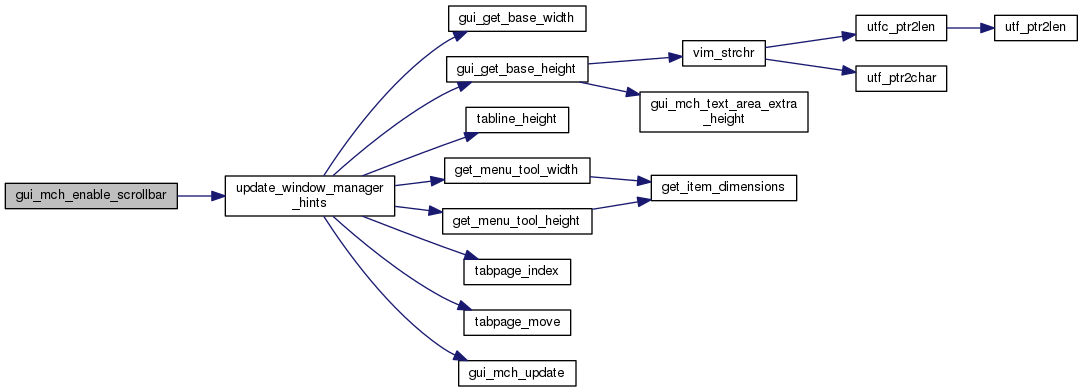 gui_mch_enable_scrollbar
update_window_manager
_hints
gui_get_base_width
gui_get_base_height
tabline_height
get_menu_tool_width
get_menu_tool_height
tabpage_index
tabpage_move
gui_mch_update
vim_strchr
gui_mch_text_area_extra
_height
get_item_dimensions
utfc_ptr2len
utf_ptr2char
utf_ptr2len